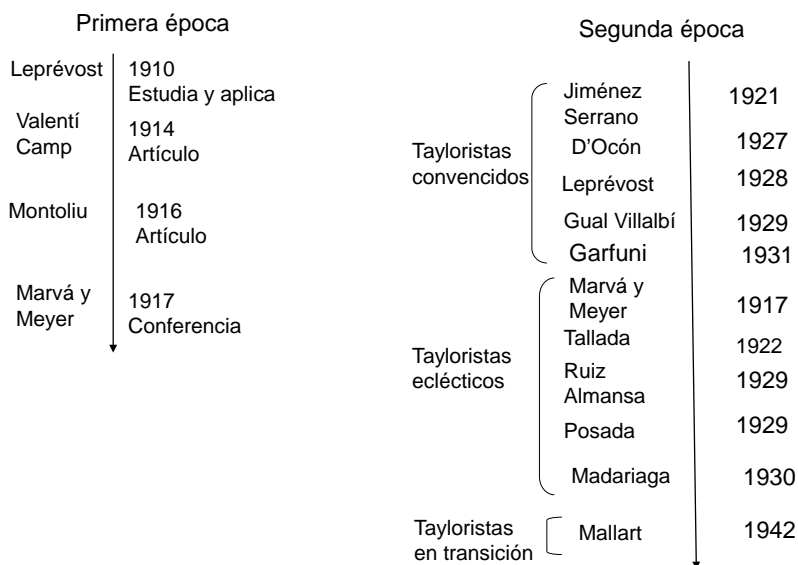 Primera época
Leprévost
1910
Estudia y aplica
Valentí
Camp
1914
Artículo
Montoliu
1916
Artículo
Marvá y
Meyer
1917
Conferencia
Segunda época
Tayloristas
convencidos
Jiménez
Serrano
1921
D'Ocón
1927
Leprévost
1928
Gual Villalbí
1929
Garfuni
1931
Tayloristas
eclécticos
Marvá y
Meyer
1917
Tallada
1922
Ruiz
Almansa
1929
Posada
1929
Madariaga
1930
Tayloristas
en transición
Mallart
1942